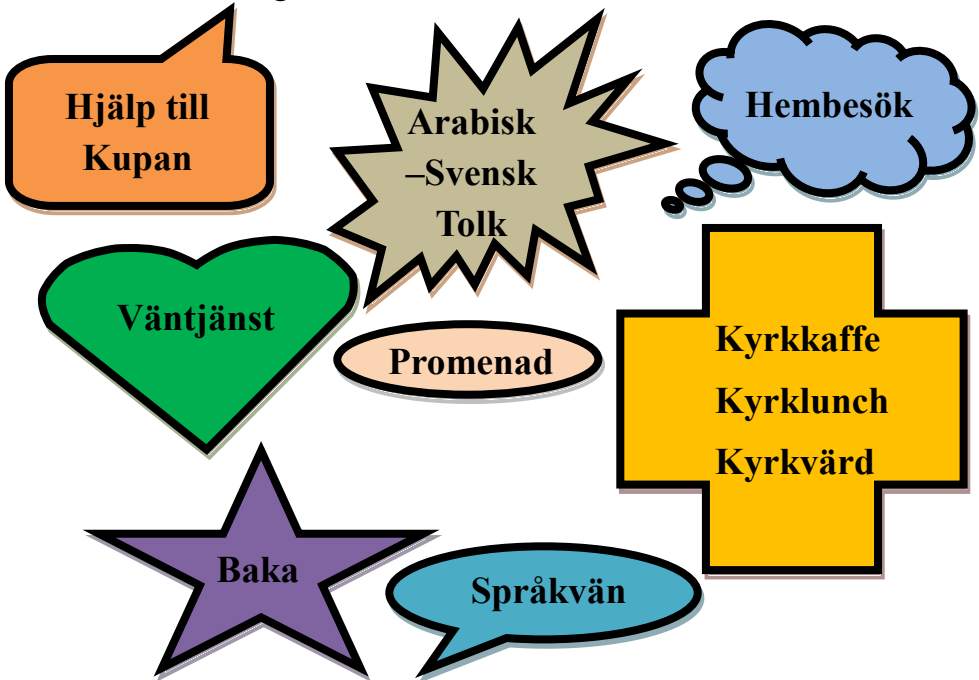 Hjälp till
Kupan
Arabisk
–Svensk
Tolk
Hembesök
Väntjänst
Promenad
Kyrkkaffe
Kyrklunch
Kyrkvärd
Baka
Språkvän